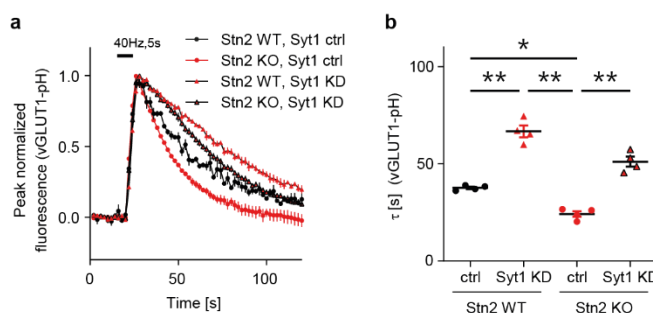 a
40Hz,5s
Stn2 WT, Syt1 ctrl
Stn2 KO, Syt1 ctrl
Stn2 WT, Syt1 KD
Stn2 KO, Syt1 KD
Peak normalized
fluorescence (vGLUT1-pH)
1.0
0.5
0.0
50
100
Time [s]
b
*
** ** **
τ [s] (vGLUT1-pH)
100
50
0
ctrl Syt1 KD ctrl Syt1 KD
Stn2 WT Stn2 KO